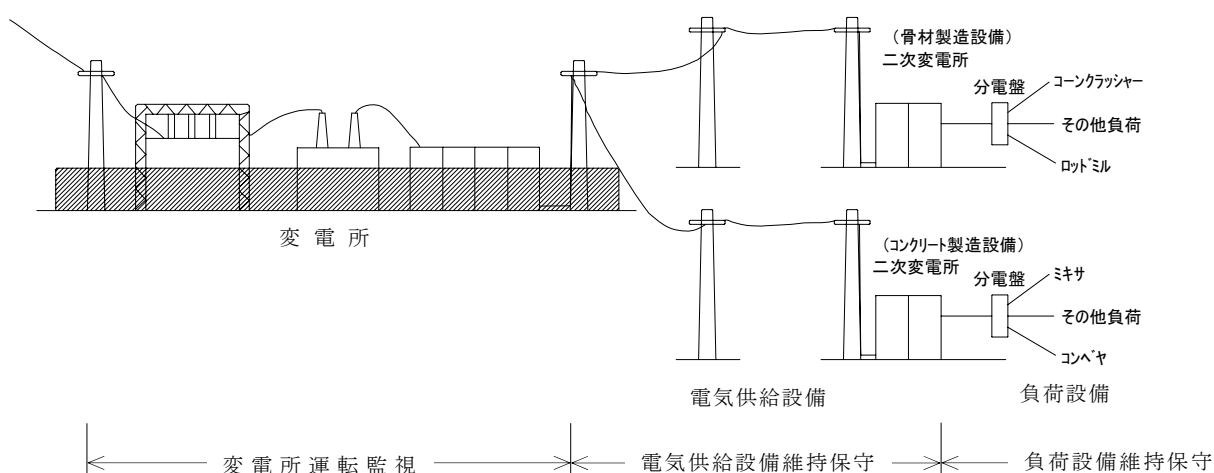 (骨材製造設備)
二次変電所
分電盤
コーンクラッシャー
その他負荷
ロッドミル
変電所
(コンクリート製造設備)
二次変電所
分電盤
ミキサ
その他負荷
コンベヤ
電気供給設備
負荷設備
変電所運転監視
電気供給設備維持保守
負荷設備維持保守